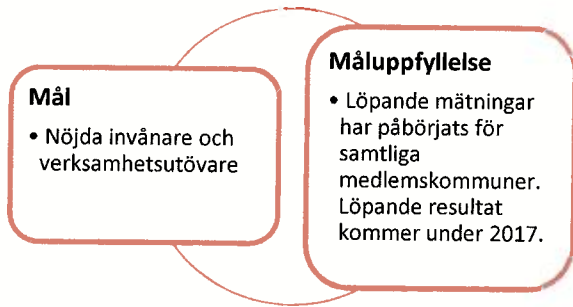 Mål
• Nöjda invånare och
verksamhetsutövare
Måluppfyllelse
• Löpande mätningar
har påbörjats för
samtliga
medlemskommuner.
Löpande resultat
kommer under 2017.